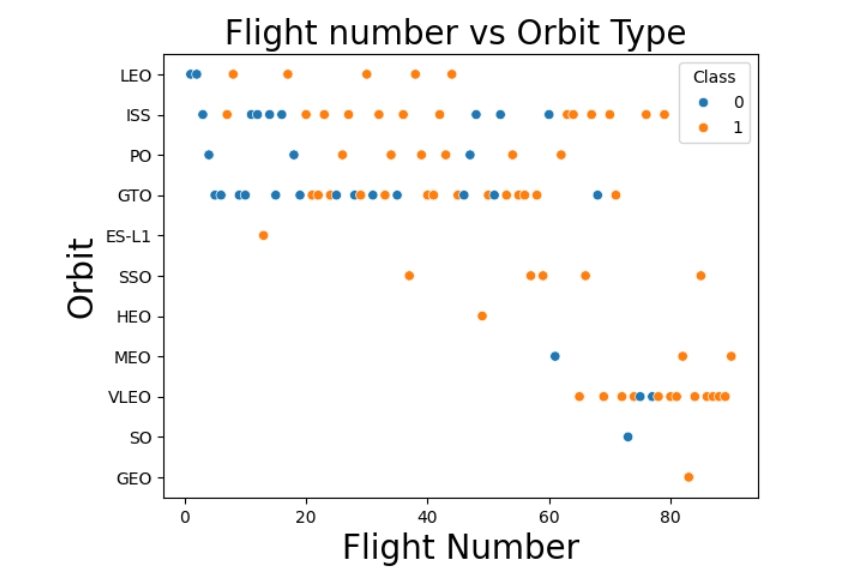 Flight number vs Orbit Type
Class
0
1
LEO
ISS
PO
GTO
ES-L1
SSO
HEO
MEO
VLEO
SO
GEO
Orbit
0 20 40 60 80
Flight Number